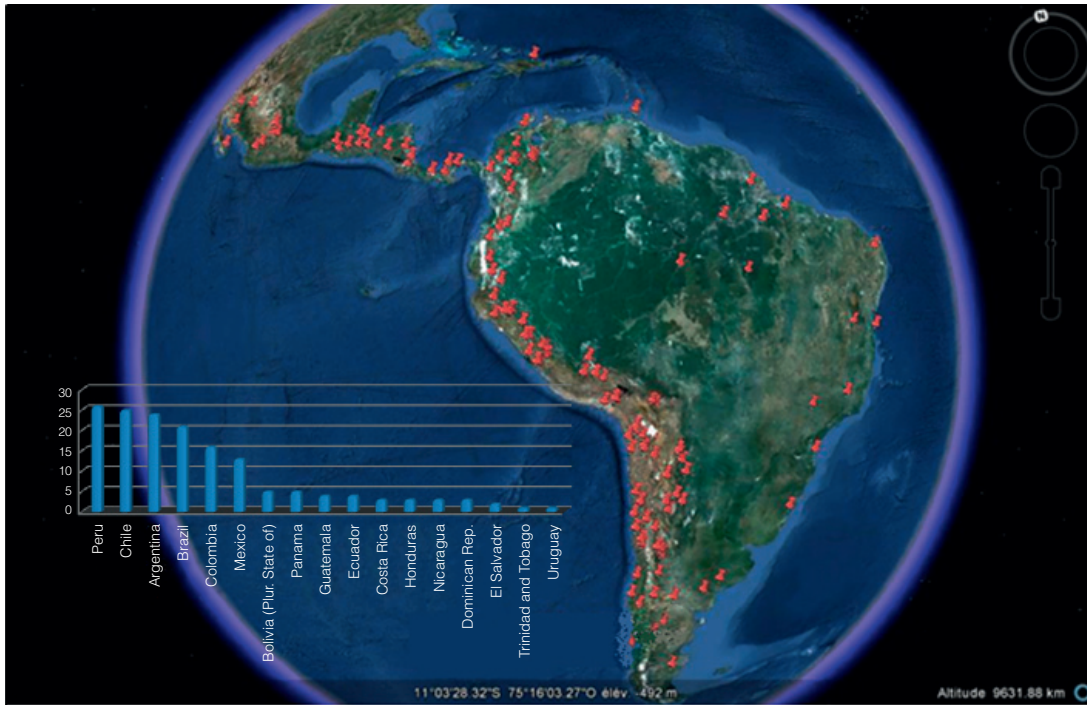 N
30
25
20
15
10
5
0
Peru
Chile
Argentina
Brazil
Colombia
Mexico
Bolivia (Plur. State of)
Panama
Guatemala
Ecuador
Costa Rica
Honduras
Nicaragua
Dominican Rep.
El Salvador
Trinidad and Tobago
Uruguay
11°03'28.32"S 75°16'03.27"O élév. -492 m
Altitude 9631.88 km